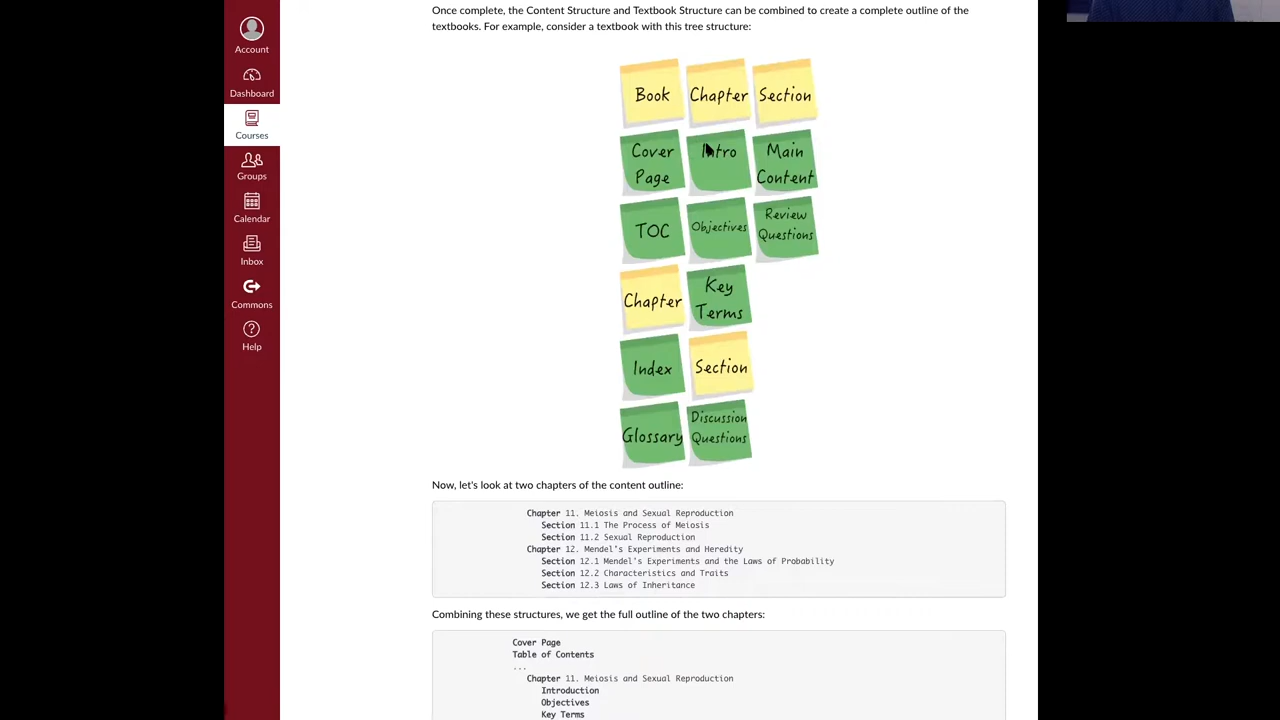 Account
Dashboard
Courses
Groups
Calendar
Inbox
Commons
Help
Once complete, the Content Structure and Textbook Structure can be combined to create a complete outline of the
textbooks. For example, consider a textbook with this tree structure:
Book Chapter Section
Cover Page Intro Main Content
TOC Objectives Review Questions
Chapter Key Terms
Index Section
Glossary Discussion Questions
Now, let's look at two chapters of the content outline:
Chapter 11. Meiosis and Sexual Reproduction
Section 11.1 The Process of Meiosis
Section 11.2 Sexual Reproduction
Chapter 12. Mendel's Experiments and Heredity
Section 12.1 Mendel's Experiments and the Laws of Probability
Section 12.2 Characteristics and Traits
Section 12.3 Laws of Inheritance
Combining these structures, we get the full outline of the two chapters:
Cover Page
Table of Contents
...
Chapter 11. Meiosis and Sexual Reproduction
Introduction
Objectives
Key Terms